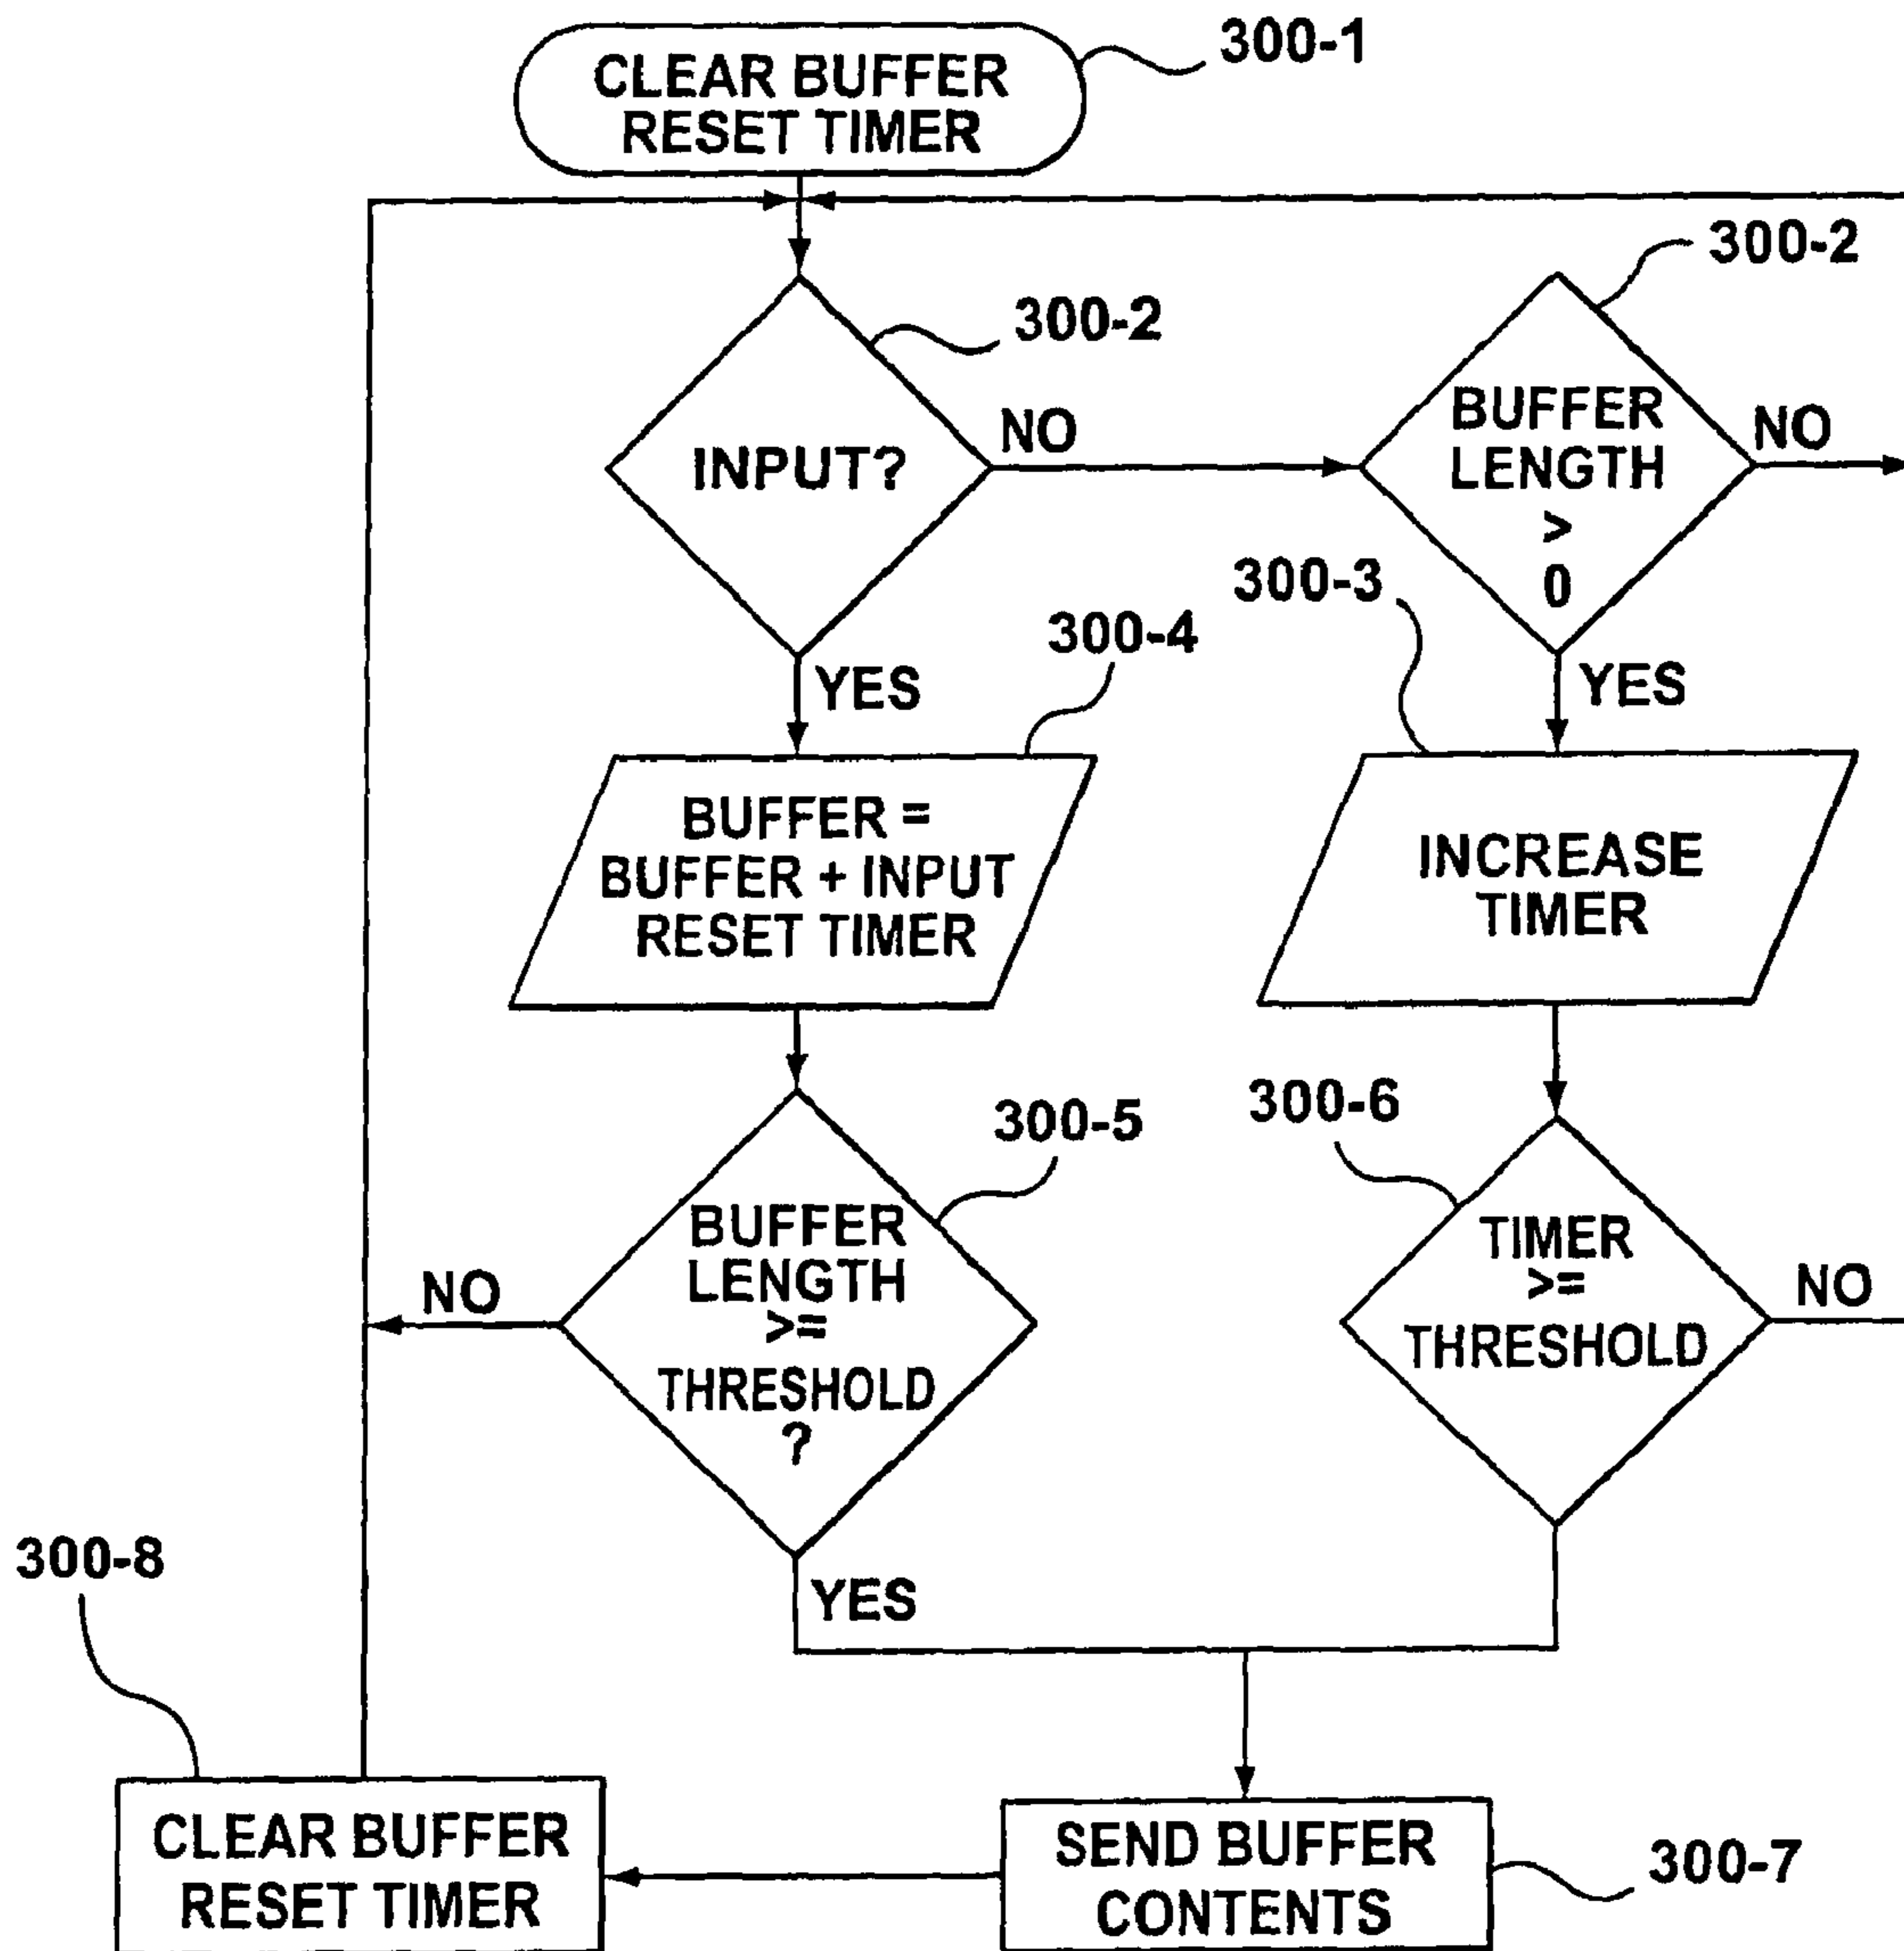 300-1
CLEAR BUFFER
RESET TIMER
300-2
300-2
INPUT?
NO
BUFFER
LENGTH
>
0
NO
300-3
300-4
YES
YES
BUFFER =
BUFFER + INPUT
RESET TIMER
INCREASE
TIMER
300-5
300-6
BUFFER
LENGTH
>=
THRESHOLD
?
NO
TIMER
>=
THRESHOLD
NO
YES
300-8
CLEAR BUFFER
RESET TIMER
SEND BUFFER
CONTENTS
300-7